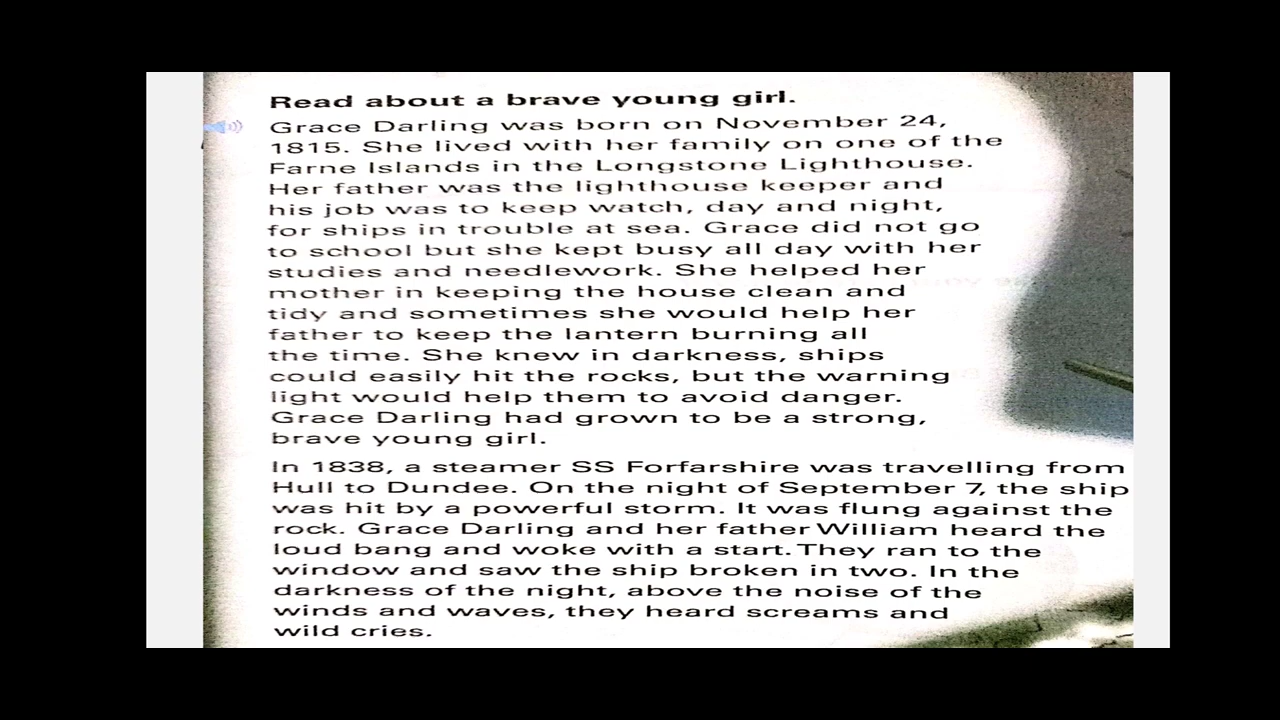 Read about a brave young girl.
Grace Darling was born on November 24,
1815. She lived with her family on one of the
Farne Islands in the Longstone Lighthouse.
Her father was the lighthouse keeper and
his job was to keep watch, day and night,
for ships in trouble at sea. Grace did not go
to school but she kept busy all day with her
studies and needlework. She helped her
mother in keeping the house clean and
tidy and sometimes she would help her
father to keep the lantern burning all
the time. She knew in darkness, ships
could easily hit the rocks, but the warning
light would help them to avoid danger.
Grace Darling had grown to be a strong,
brave young girl.
In 1838, a steamer SS Forfarshire was travelling from
Hull to Dundee. On the night of September 7, the ship
was hit by a powerful storm. It was flung against the
rock. Grace Darling and her father William heard the
loud bang and woke with a start. They ran to the
window and saw the ship broken in two. In the
darkness of the night, above the noise of the
winds and waves, they heard screams and
wild cries.